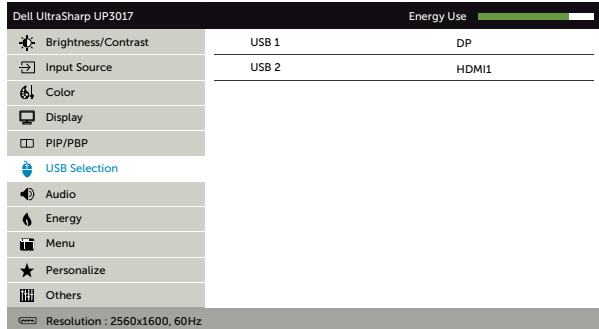 Dell UltraSharp UP3017 Energy Use
Brightness/Contrast USB 1 DP
Input Source USB 2 HDMI1
Color
Display
PIP/PBP
USB Selection
Audio
Energy
Menu
Personalize
Others
Resolution : 2560x1600, 60Hz